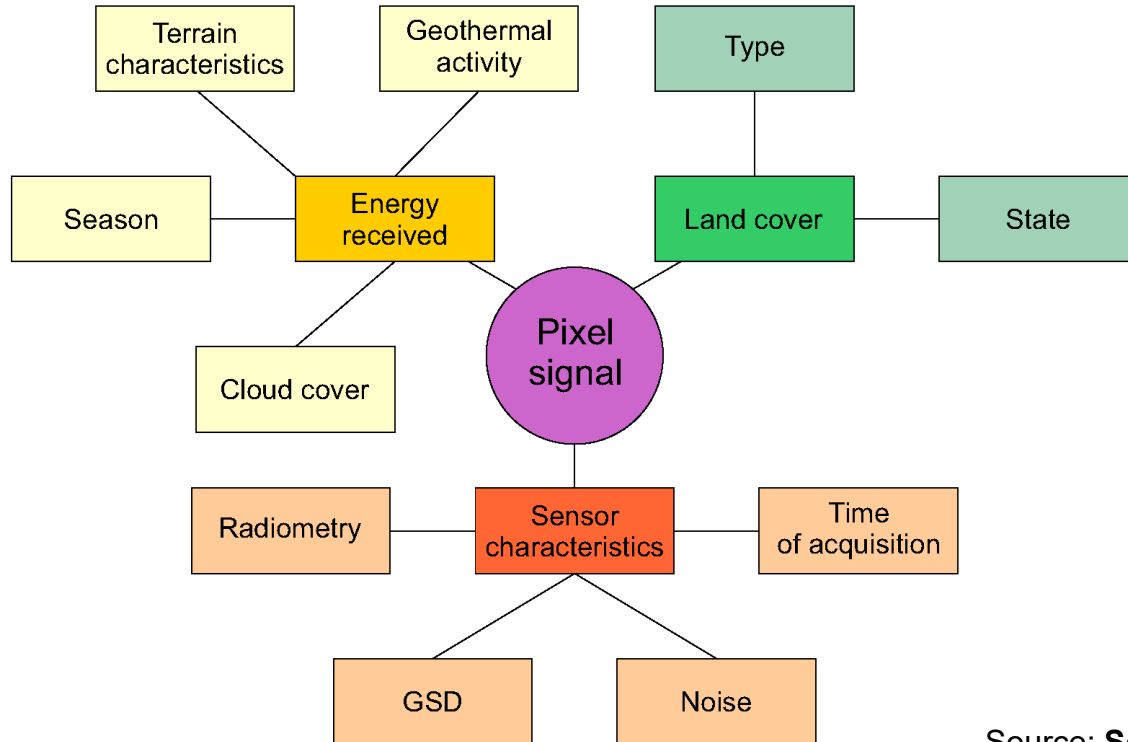 Terrain
characteristics
Geothermal
activity
Type
Season
Energy
received
Land cover
State
Pixel
signal
Cloud cover
Radiometry
Sensor
characteristics
Time
of acquisition
GSD
Noise
Source: